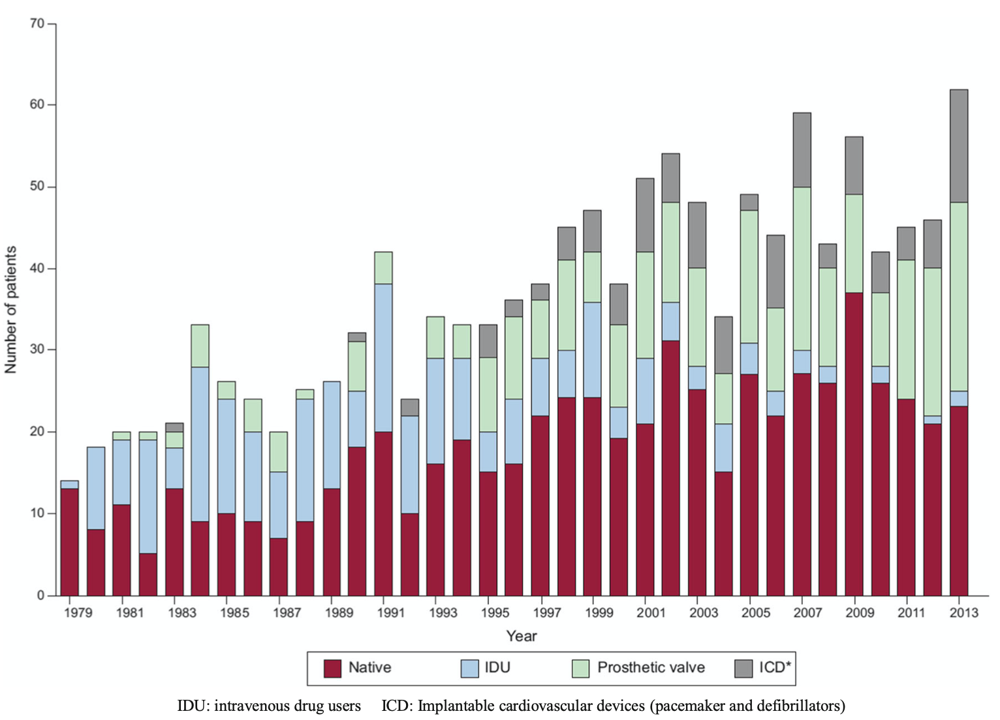 70
60
50
40
30
20
10
0
Number of patients
1979 1981 1983 1985 1987 1989 1991 1993 1995 1997 1999 2001 2003 2005 2007 2009 2011 2013
Year
Native IDU Prosthetic valve ICD*
IDU: intravenous drug users ICD: Implantable cardiovascular devices (pacemaker and defibrillators)